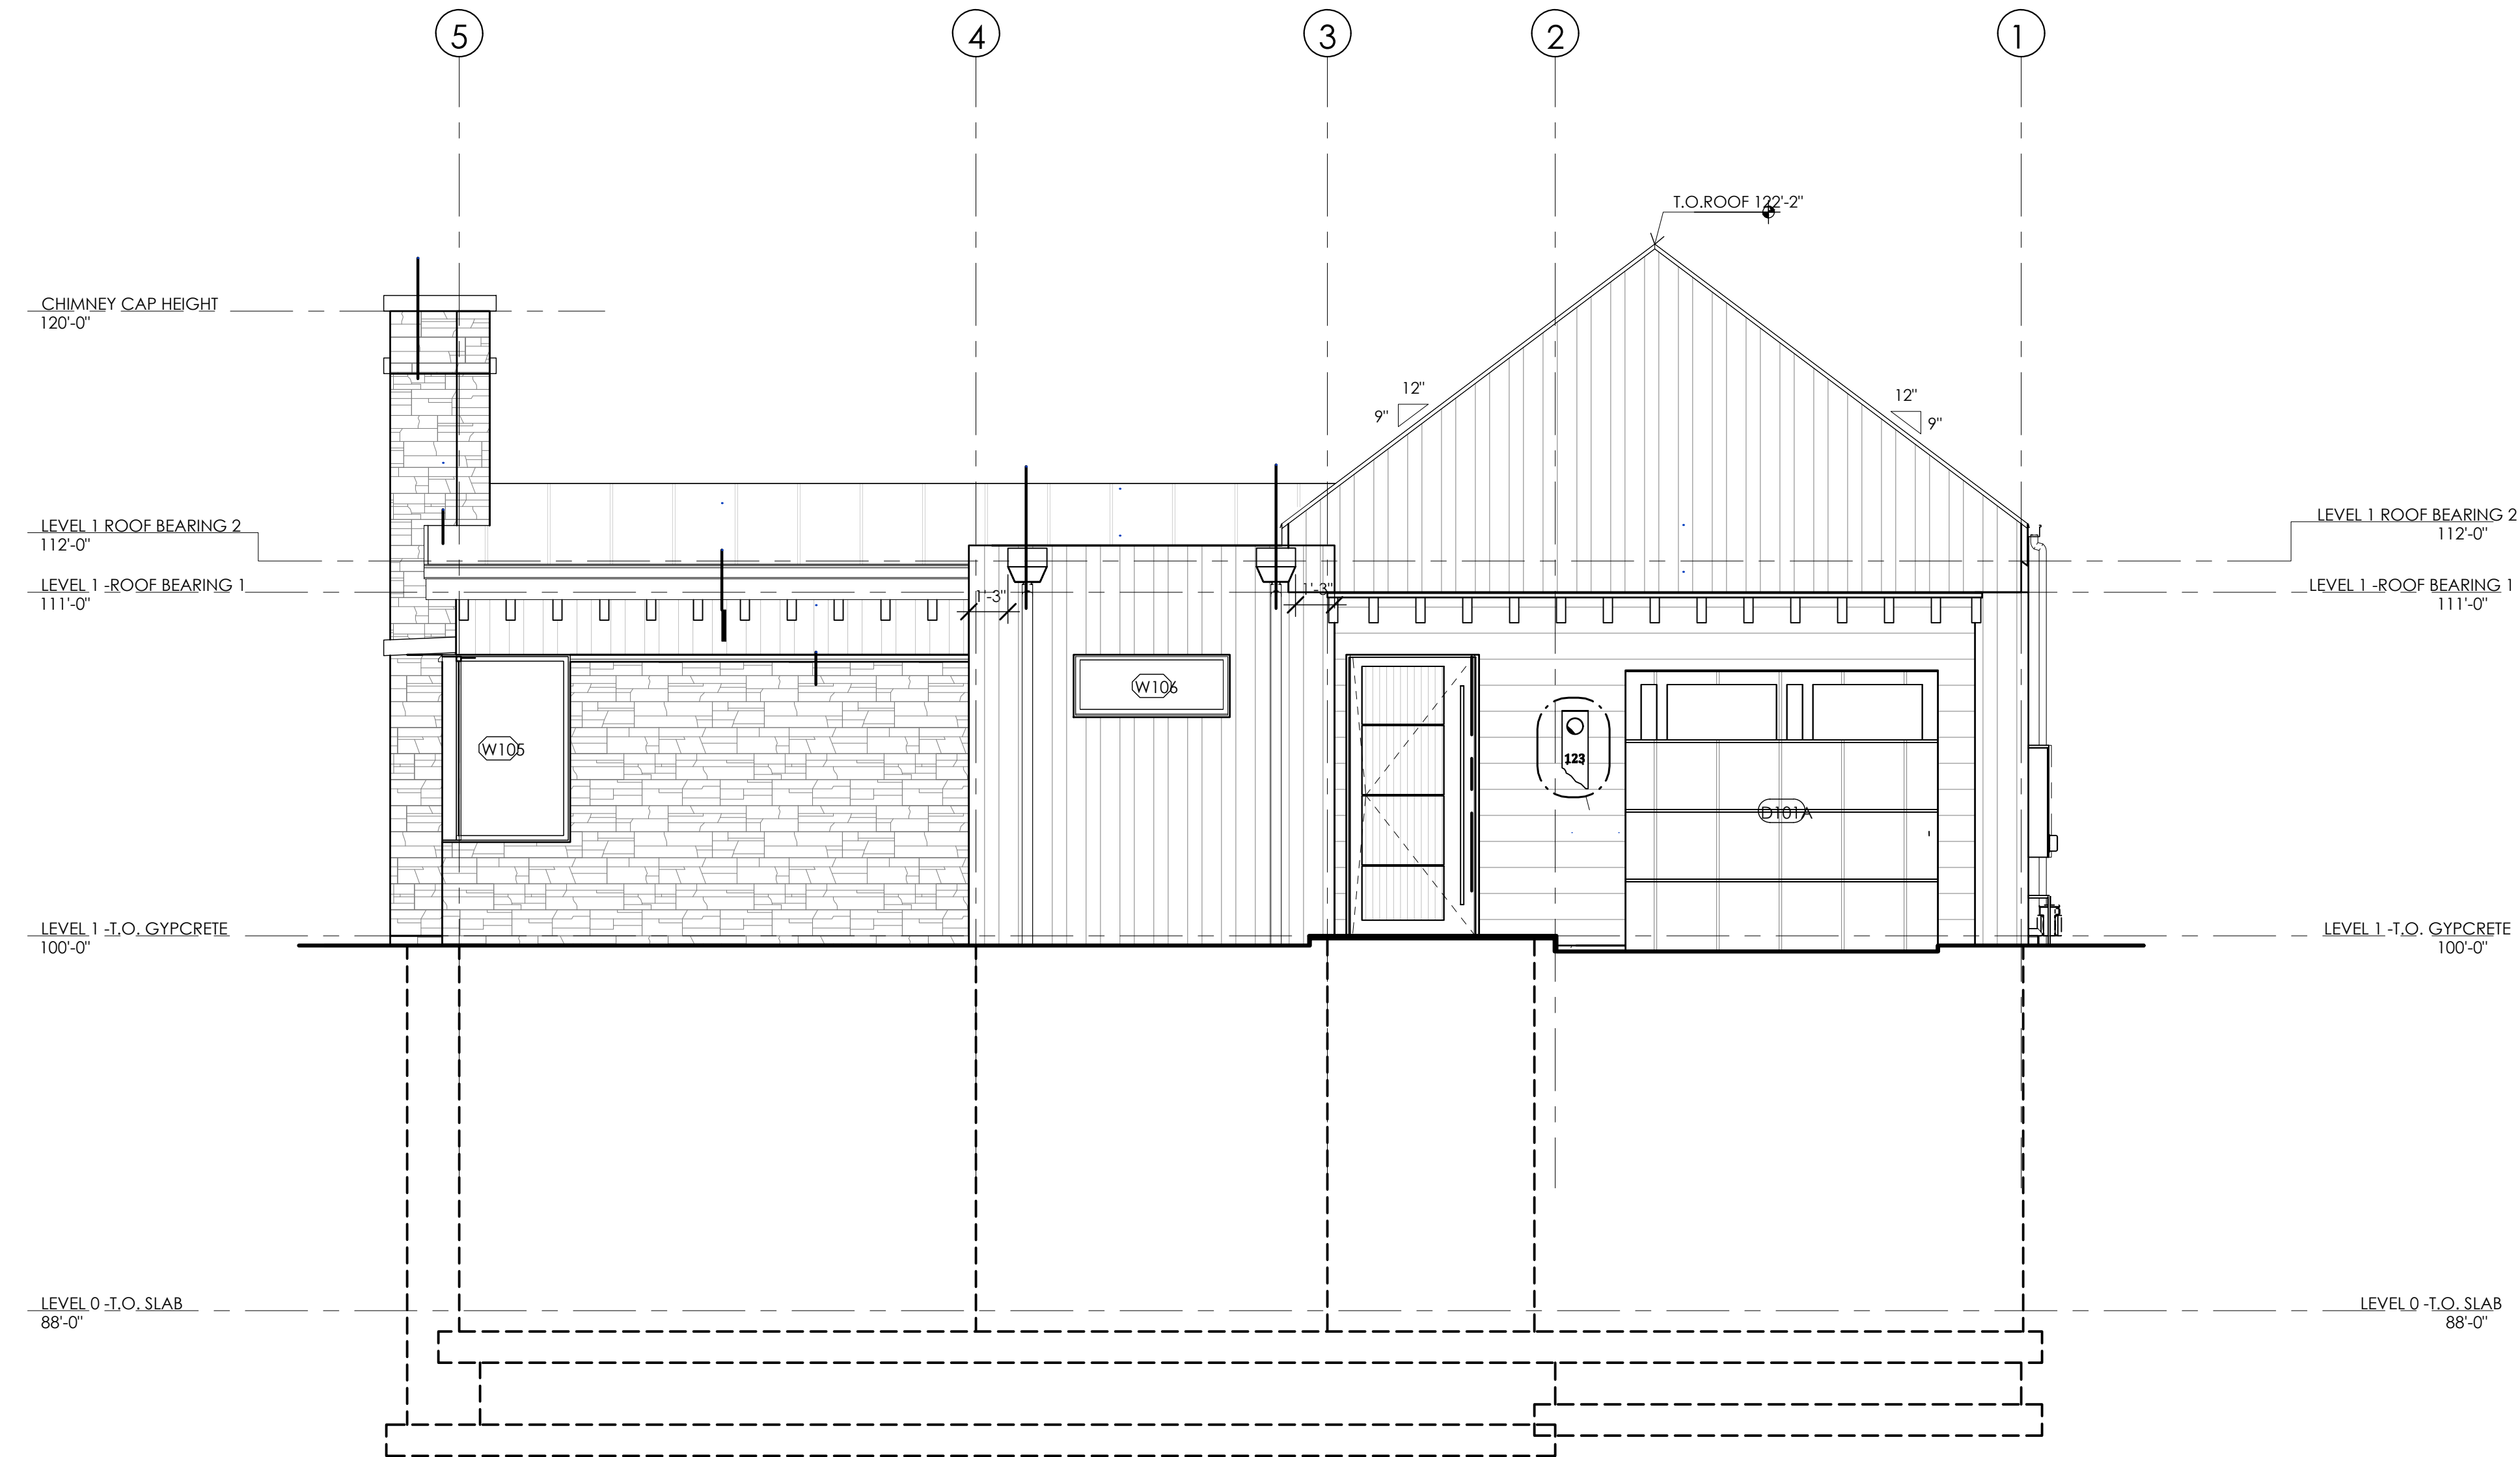 5
4
3
2
1
T.O.ROOF 122'-2"
CHIMNEY CAP HEIGHT
120'-0"
12"
9"
12"
9"
LEVEL 1 ROOF BEARING 2
112'-0"
LEVEL 1 ROOF BEARING 2
112'-0"
LEVEL 1 -ROOF BEARING 1
111'-0"
1'-3"
1'-3"
LEVEL 1 -ROOF BEARING 1
111'-0"
W106
W105
123
D101A
LEVEL 1 -T.O. GYPCRETE
100'-0"
LEVEL 1 -T.O. GYPCRETE
100'-0"
LEVEL 0 -T.O. SLAB
88'-0"
LEVEL 0 -T.O. SLAB
88'-0"